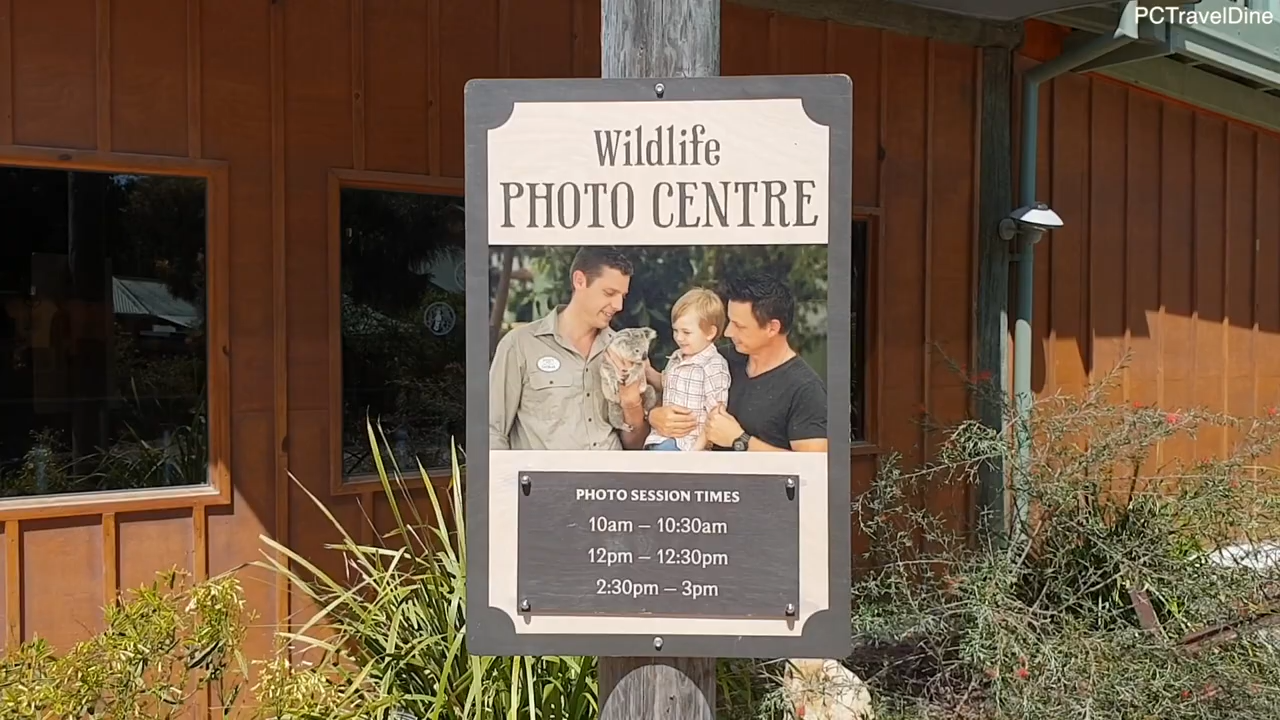 PCTravelDine
Wildlife
PHOTO CENTRE
PHOTO SESSION TIMES
10am – 10:30am
12pm – 12:30pm
2:30pm – 3pm